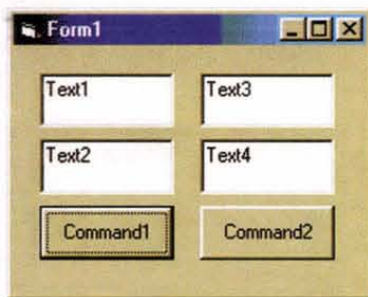 Form1
Text1 Text3
Text2 Text4
Command1 Command2